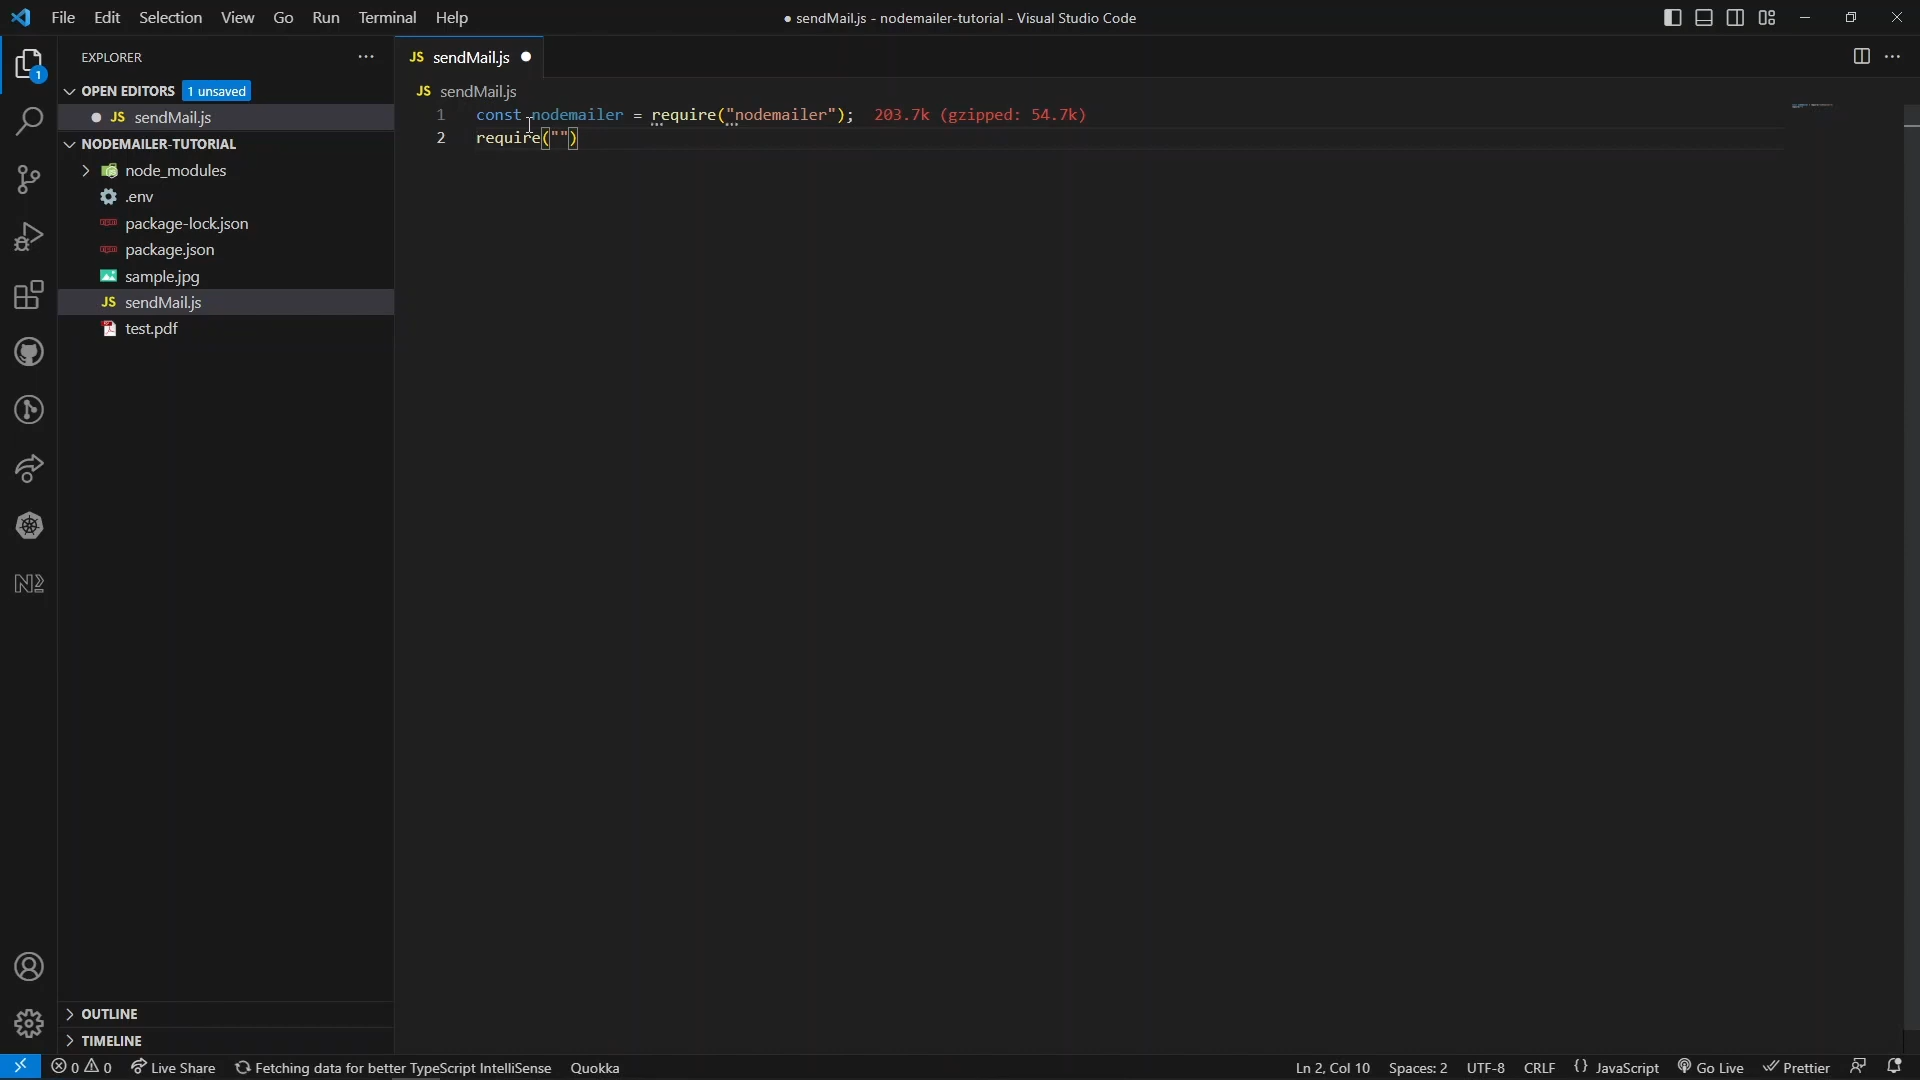 File Edit Selection View Go Run Terminal Help
● sendMail.js - nodemailer-tutorial - Visual Studio Code
1
EXPLORER
OPEN EDITORS 1 unsaved
JS sendMail.js
NODEMAILER-TUTORIAL
node_modules
.env
package-lock.json
package.json
sample.jpg
JS sendMail.js
test.pdf
OUTLINE
TIMELINE
JS sendMail.js
JS sendMail.js
1 const nodemailer = require("nodemailer"); 203.7k (gzipped: 54.7k)
2 require("")
0 0 Live Share Fetching data for better TypeScript IntelliSense Quokka
Ln 2, Col 10 Spaces: 2 UTF-8 CRLF {} JavaScript Go Live Prettier